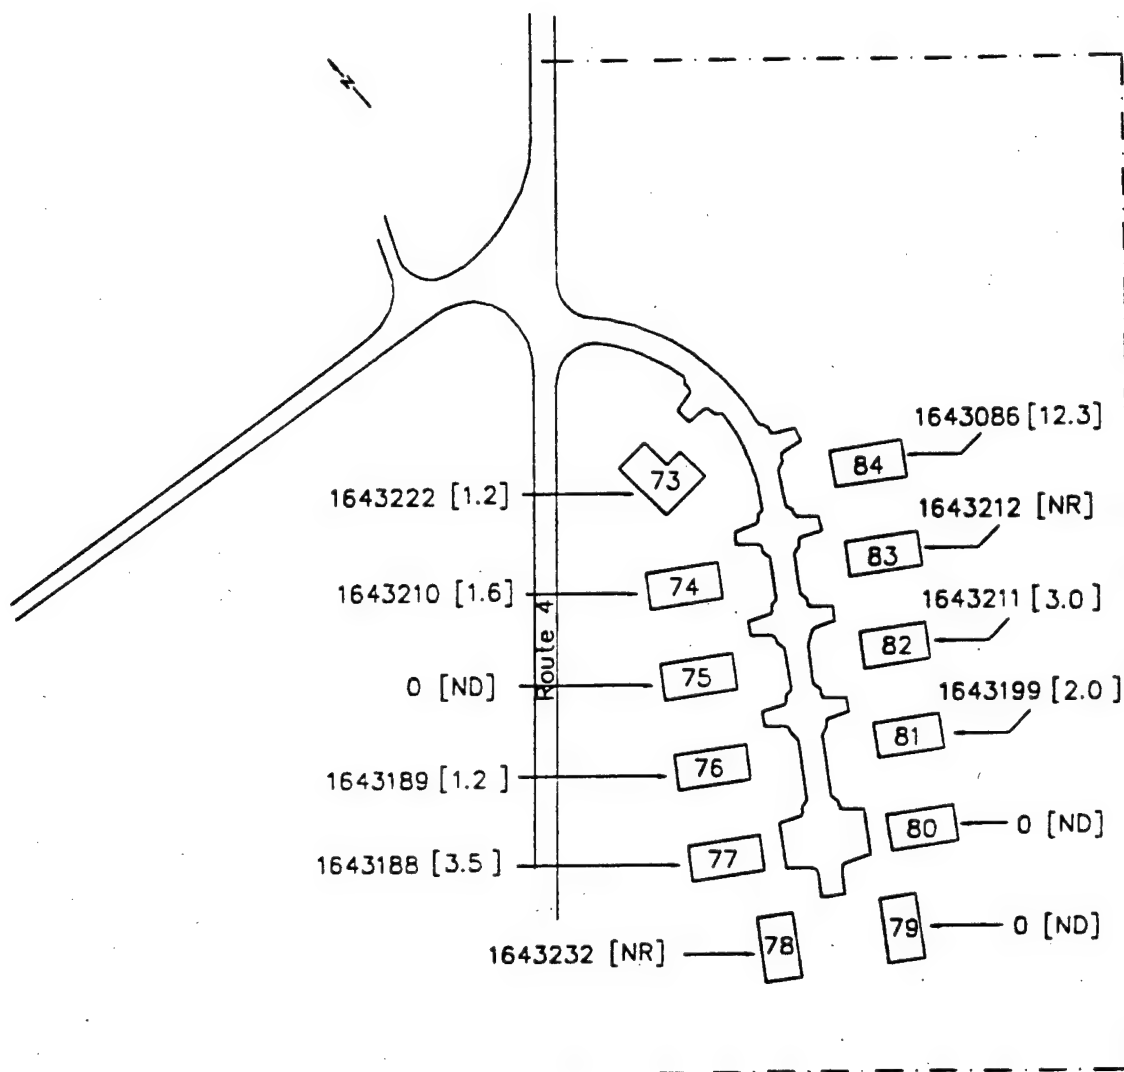 N
1643086 [12.3]
84
73
1643222 [1.2]
1643212 [NR]
83
74
1643210 [1.6]
1643211 [3.0 ]
82
Route 4
75
0 [ND]
1643199 [2.0 ]
81
76
1643189 [1.2 ]
80
0 [ND]
77
1643188 [3.5 ]
79
0 [ND]
78
1643232 [NR]